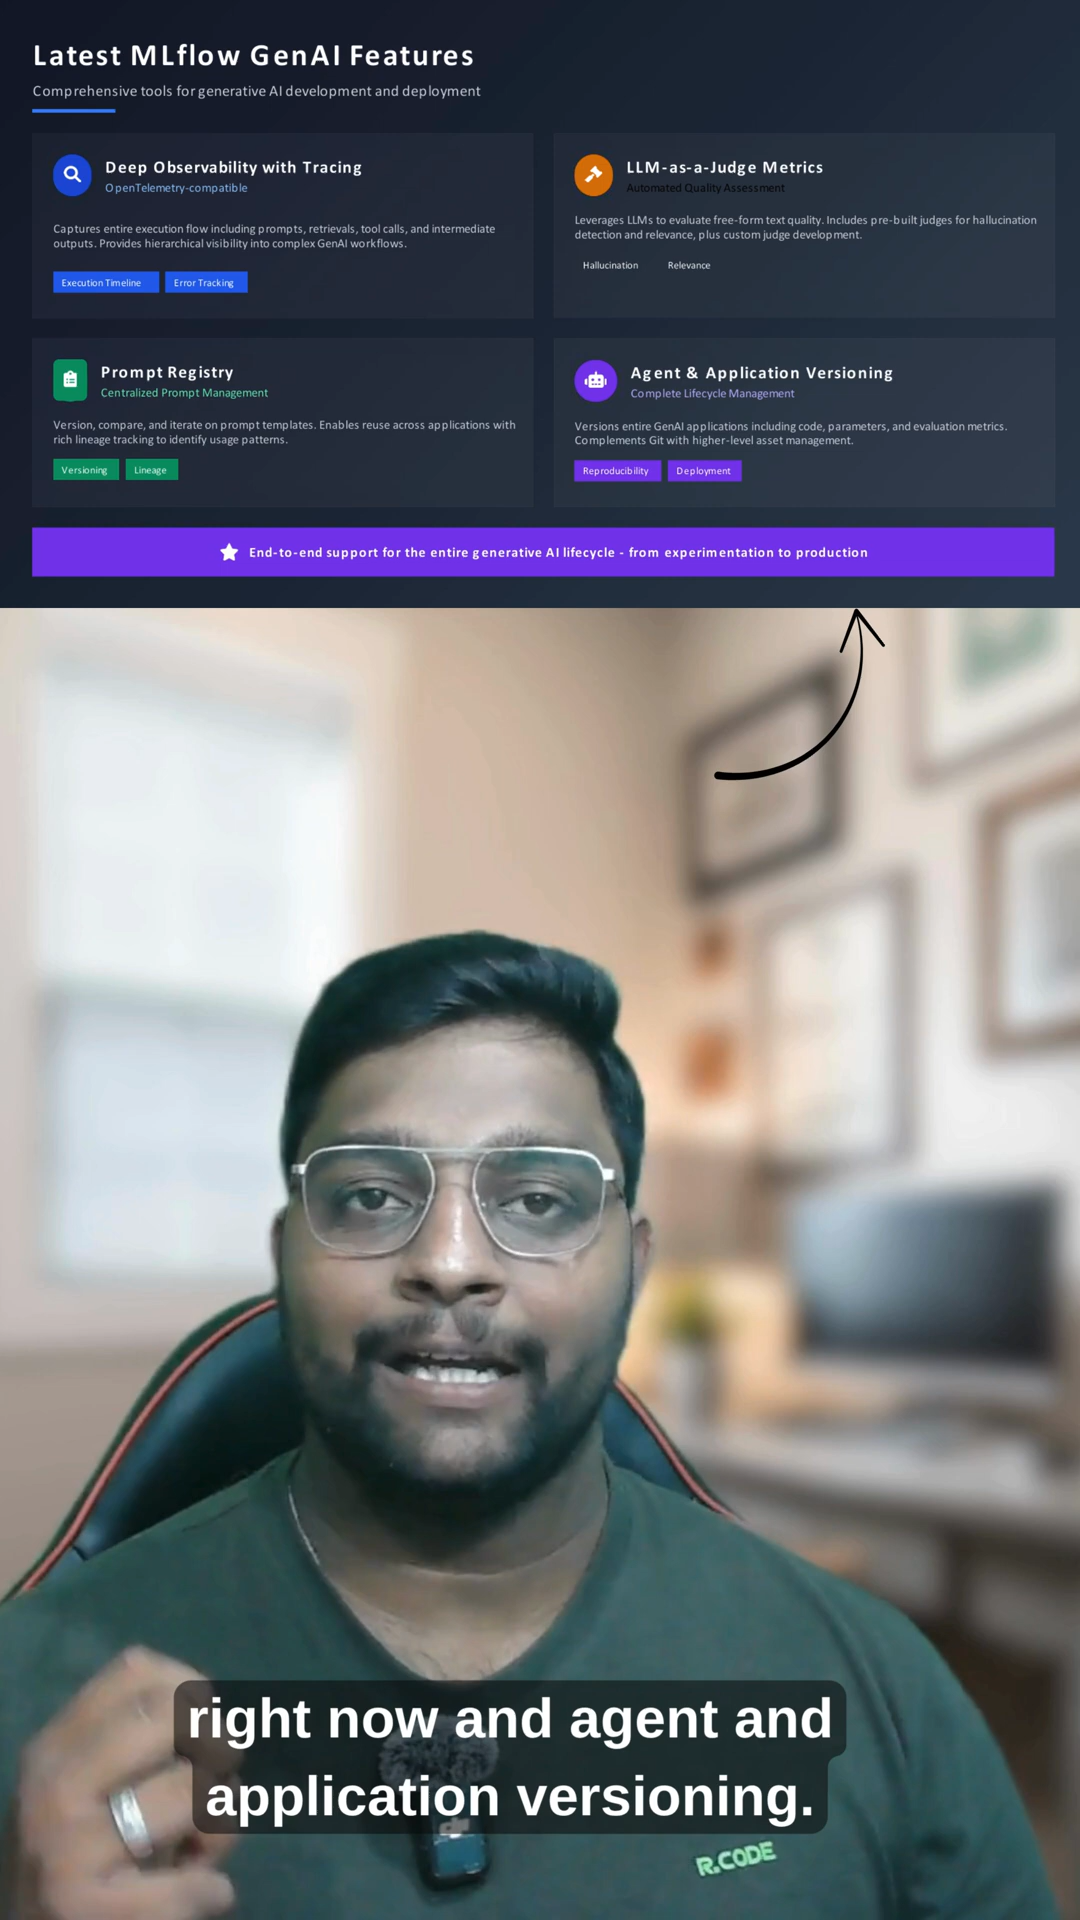 Latest MLflow GenAI Features
Comprehensive tools for generative AI development and deployment
Deep Observability with Tracing
OpenTelemetry-compatible
Captures entire execution flow including prompts, retrievals, tool calls, and intermediate
outputs. Provides hierarchical visibility into complex GenAI workflows.
Execution Timeline
Error Tracking
LLM-as-a-Judge Metrics
Automated Quality Assessment
Leverages LLMs to evaluate free-form text quality. Includes pre-built judges for hallucination
detection and relevance, plus custom judge development.
Hallucination
Relevance
Prompt Registry
Centralized Prompt Management
Version, compare, and iterate on prompt templates. Enables reuse across applications with
rich lineage tracking to identify usage patterns.
Versioning
Lineage
Agent & Application Versioning
Complete Lifecycle Management
Versions entire GenAI applications including code, parameters, and evaluation metrics.
Complements Git with higher-level asset management.
Reproducibility
Deployment
End-to-end support for the entire generative AI lifecycle - from experimentation to production
right now and agent and
application versioning.
dji
R.CODE